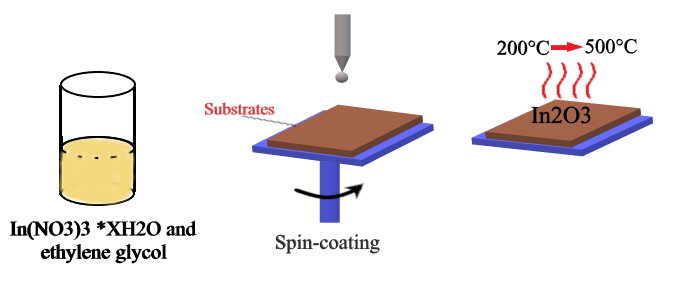 In(NO3)3 *XH2O and
ethylene glycol
Substrates
Spin-coating
200°C 500°C
In2O3